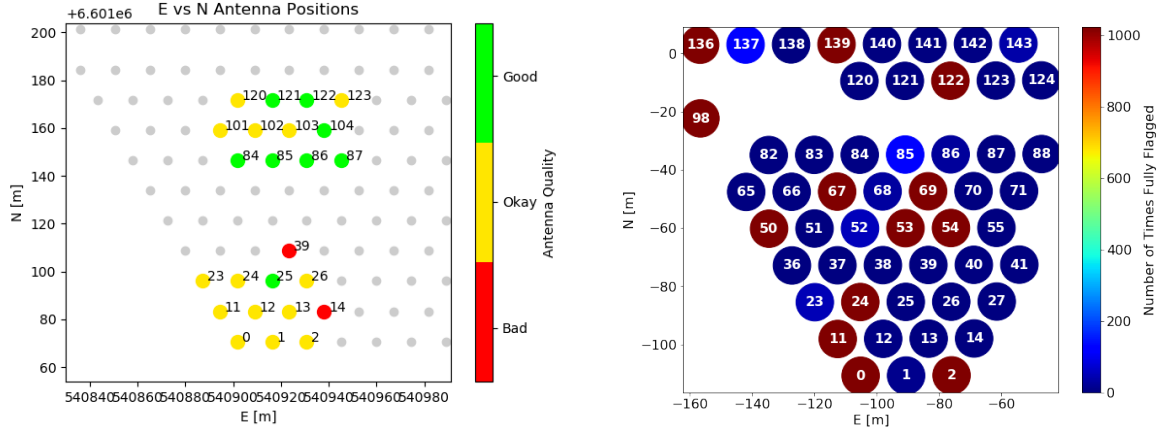 E vs N Antenna Positions
+6.601e6
200
180
160
140
120
100
80
60
N [m]
120 121 122 123
101 102 103 104
84 85 86 87
39
23 24 25 26
11 12 13 14
0 1 2
540840 540860 540880 540900 540920 540940 540960 540980
E [m]
Good
Okay
Bad
Antenna Quality
0
−20
−40
−60
−80
−100
N [m]
136 137 138 139 140 141 142 143
120 121 122 123 124
98
82 83 84 85 86 87 88
65 66 67 68 69 70 71
50 51 52 53 54 55
36 37 38 39 40 41
23 24 25 26 27
11 12 13 14
0 1 2
−160 −140 −120 −100 −80 −60
E [m]
1000
800
600
400
200
0
Number of Times Fully Flagged